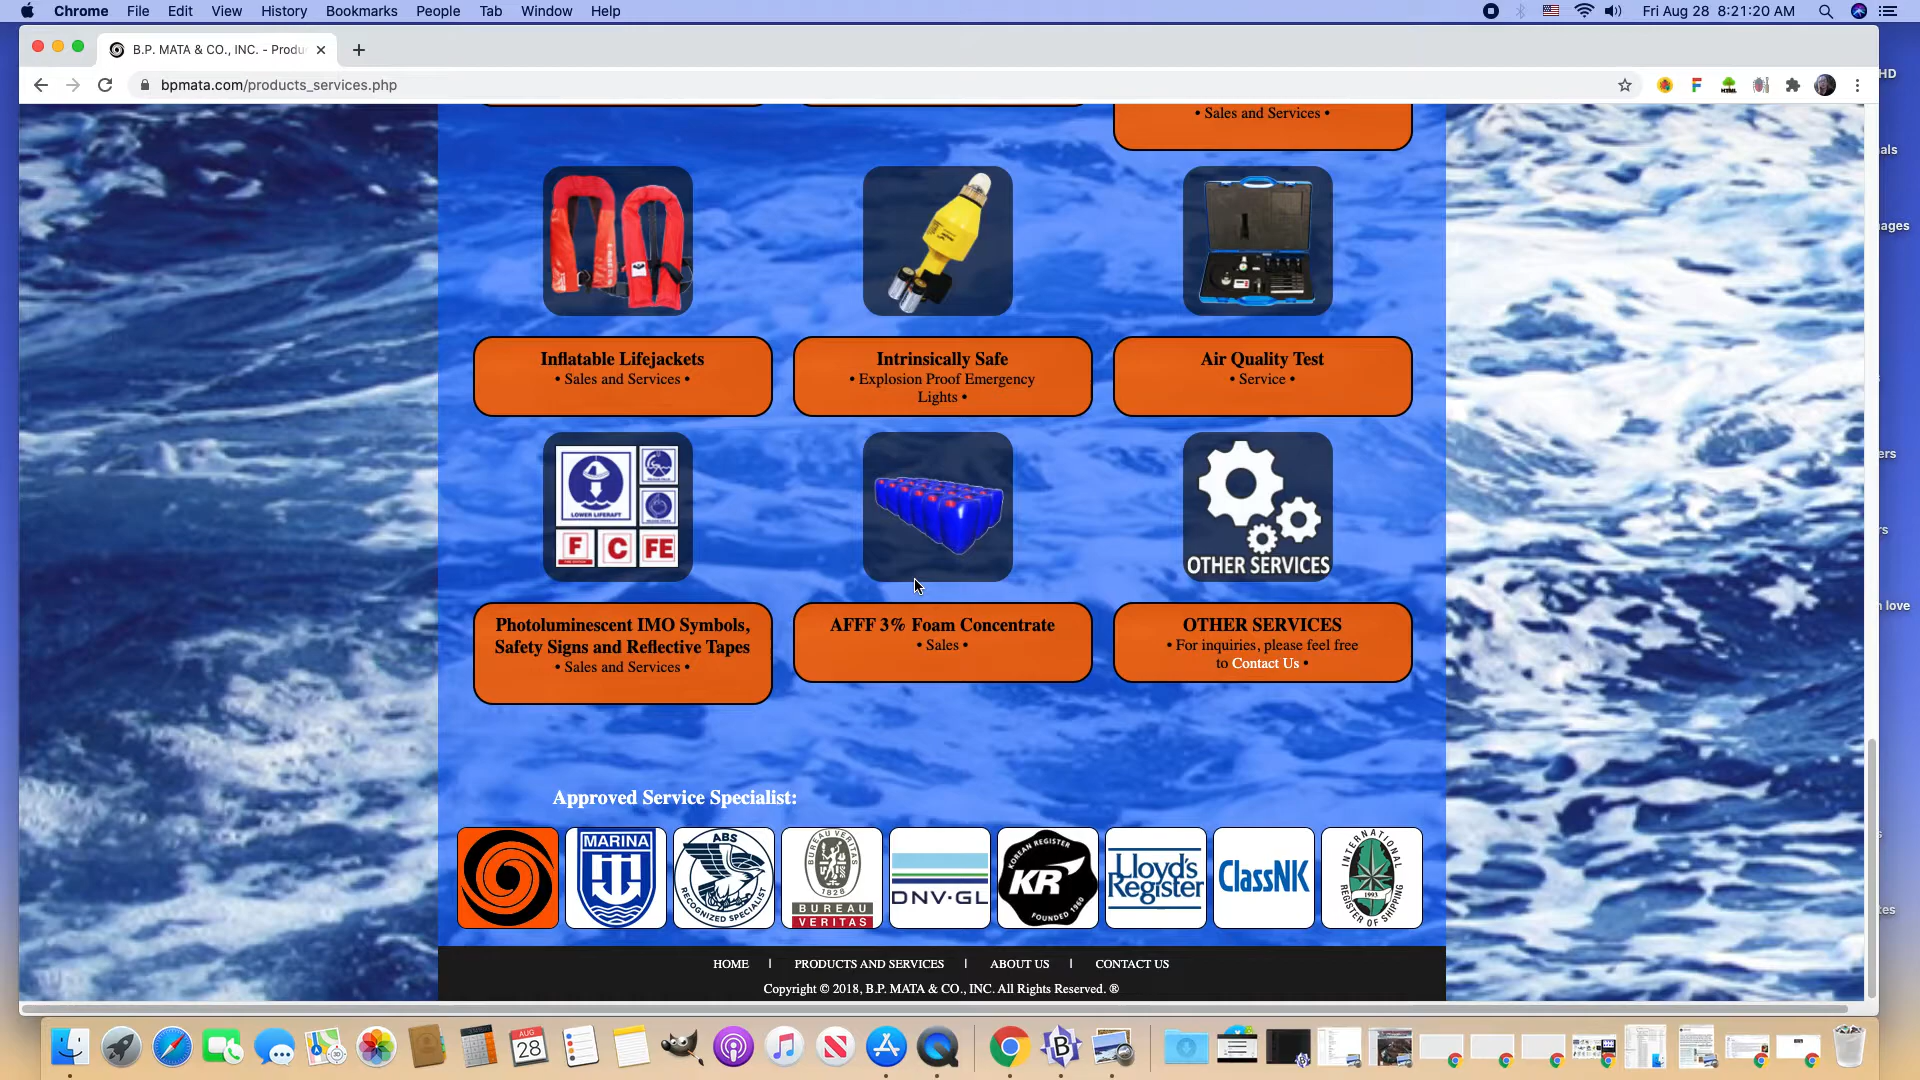 Chrome File Edit View History Bookmarks People Tab Window Help
Fri Aug 28 8:21:20 AM
B.P. MATA & CO., INC. - Produ
bpmata.com/products_services.php
HD
als
ages
ers
rs
n love
• Sales and Services •
Inflatable Lifejackets
• Sales and Services •
Intrinsically Safe
• Explosion Proof Emergency
Lights •
Air Quality Test
• Service •
LOWER LIFERAFT
F C FE
OTHER SERVICES
Photoluminescent IMO Symbols,
Safety Signs and Reflective Tapes
• Sales and Services •
AFFF 3% Foam Concentrate
• Sales •
OTHER SERVICES
• For inquiries, please feel free
to Contact Us •
Approved Service Specialist:
MARINA
ABS
RECOGNIZED SPECIALIST
BUREAU VERITAS
1828
BUREAU
VERITAS
DNV·GL
KOREAN REGISTER
KR
FOUNDED 1960
Lloyd's
Register
ClassNK
INTERNATIONAL
REGISTER OF SHIPPING
1993
HOME | PRODUCTS AND SERVICES | ABOUT US | CONTACT US
Copyright © 2018, B.P. MATA & CO., INC. All Rights Reserved. ®
AUG
28